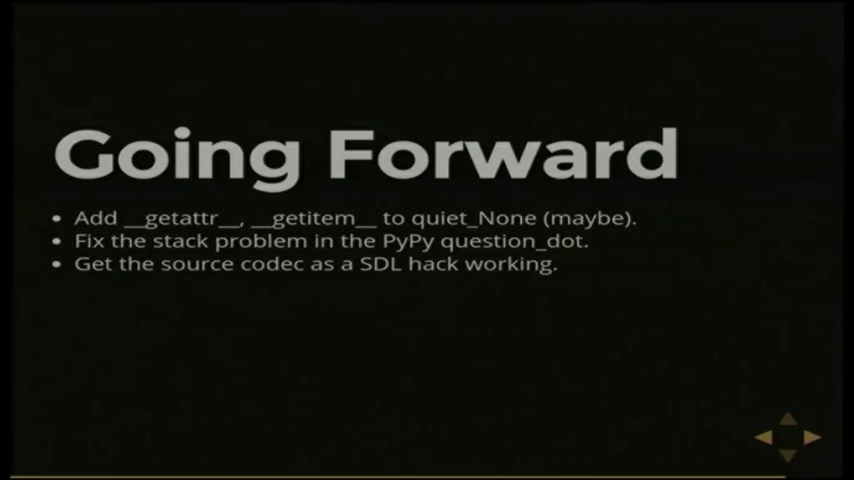 Going Forward
• Add __getattr__, __getitem__ to quiet_None (maybe).
• Fix the stack problem in the PyPy question_dot.
• Get the source codec as a SDL hack working.